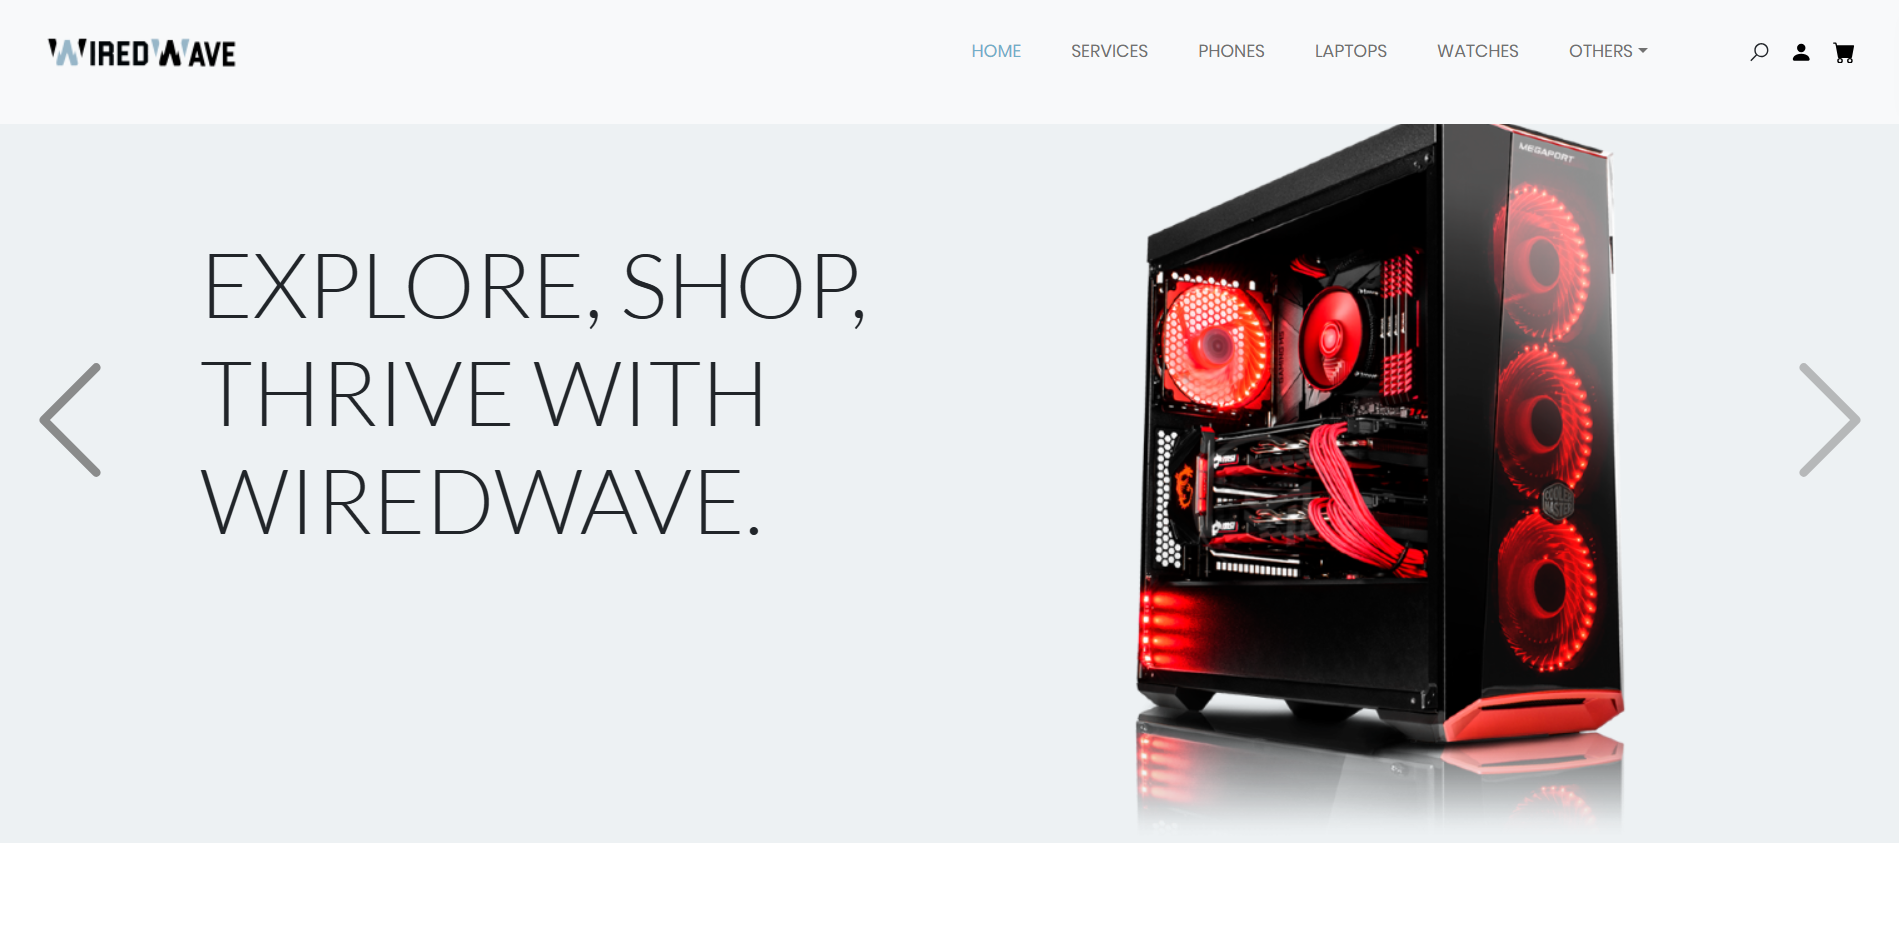 WIREDWAVE
HOME SERVICES PHONES LAPTOPS WATCHES OTHERS
EXPLORE, SHOP,
THRIVE WITH
WIREDWAVE.
MEGAPORT
COOLER
MASTER